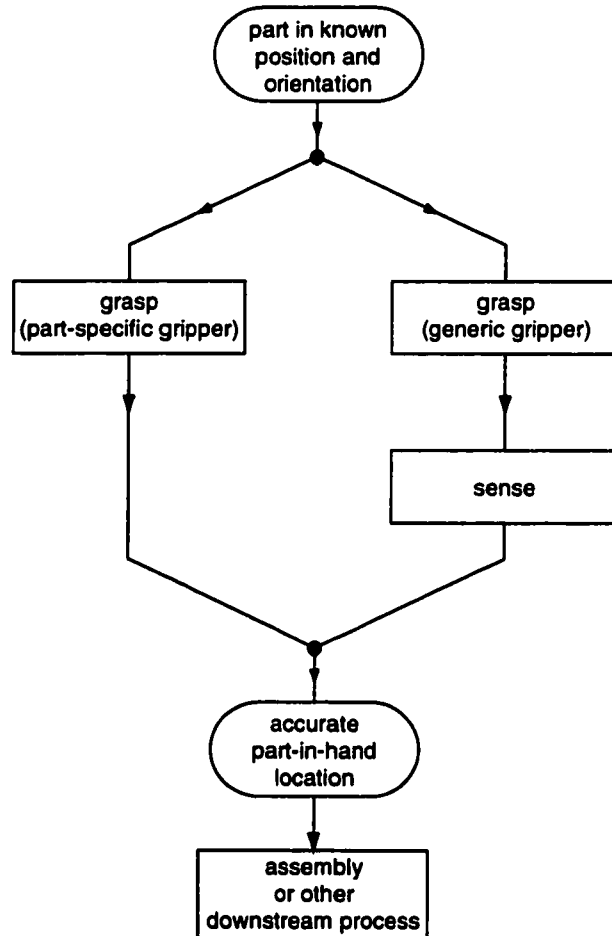 part in known
position and
orientation
grasp
(part-specific gripper)
grasp
(generic gripper)
sense
accurate
part-in-hand
location
assembly
or other
downstream process